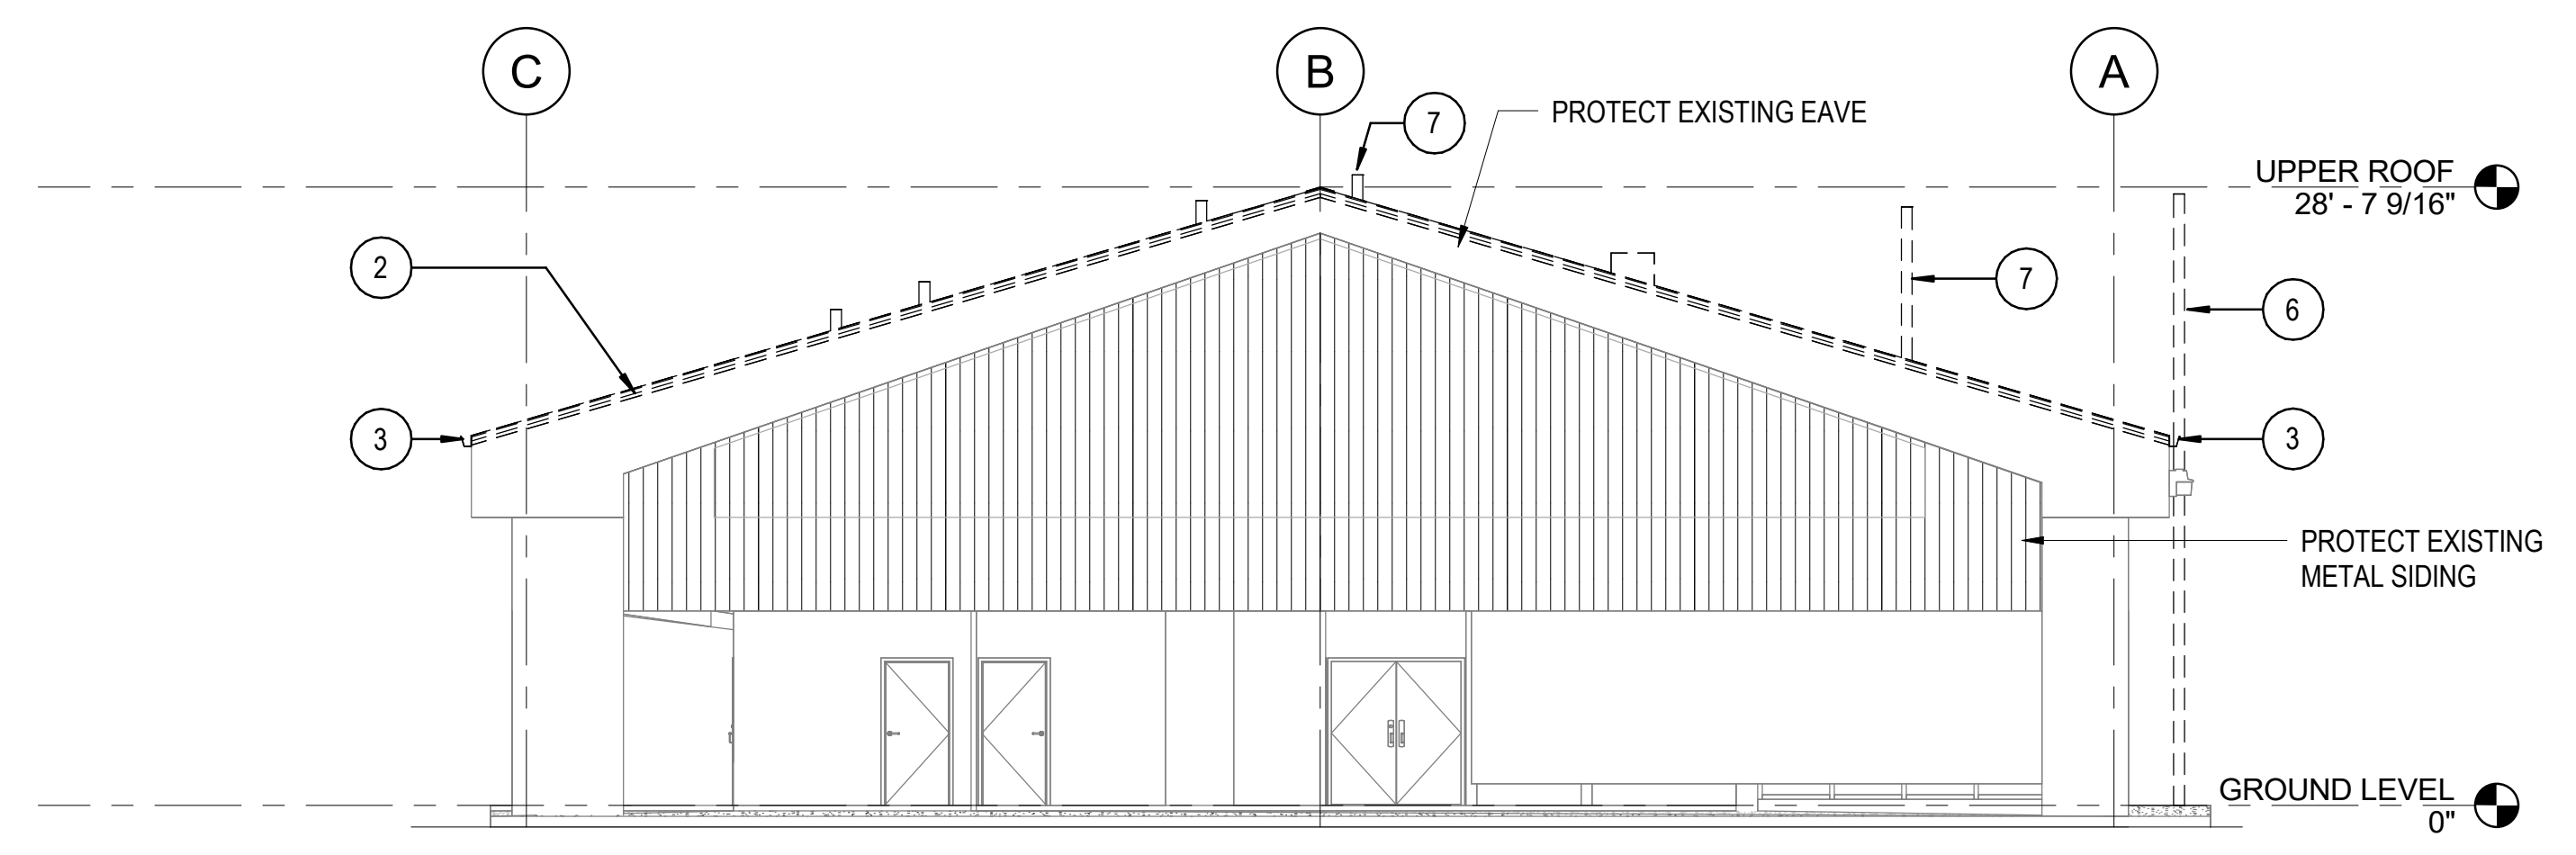 C
B
A
7
PROTECT EXISTING EAVE
UPPER ROOF
28' - 7 9/16"
2
7
6
3
3
PROTECT EXISTING
METAL SIDING
GROUND LEVEL
0"